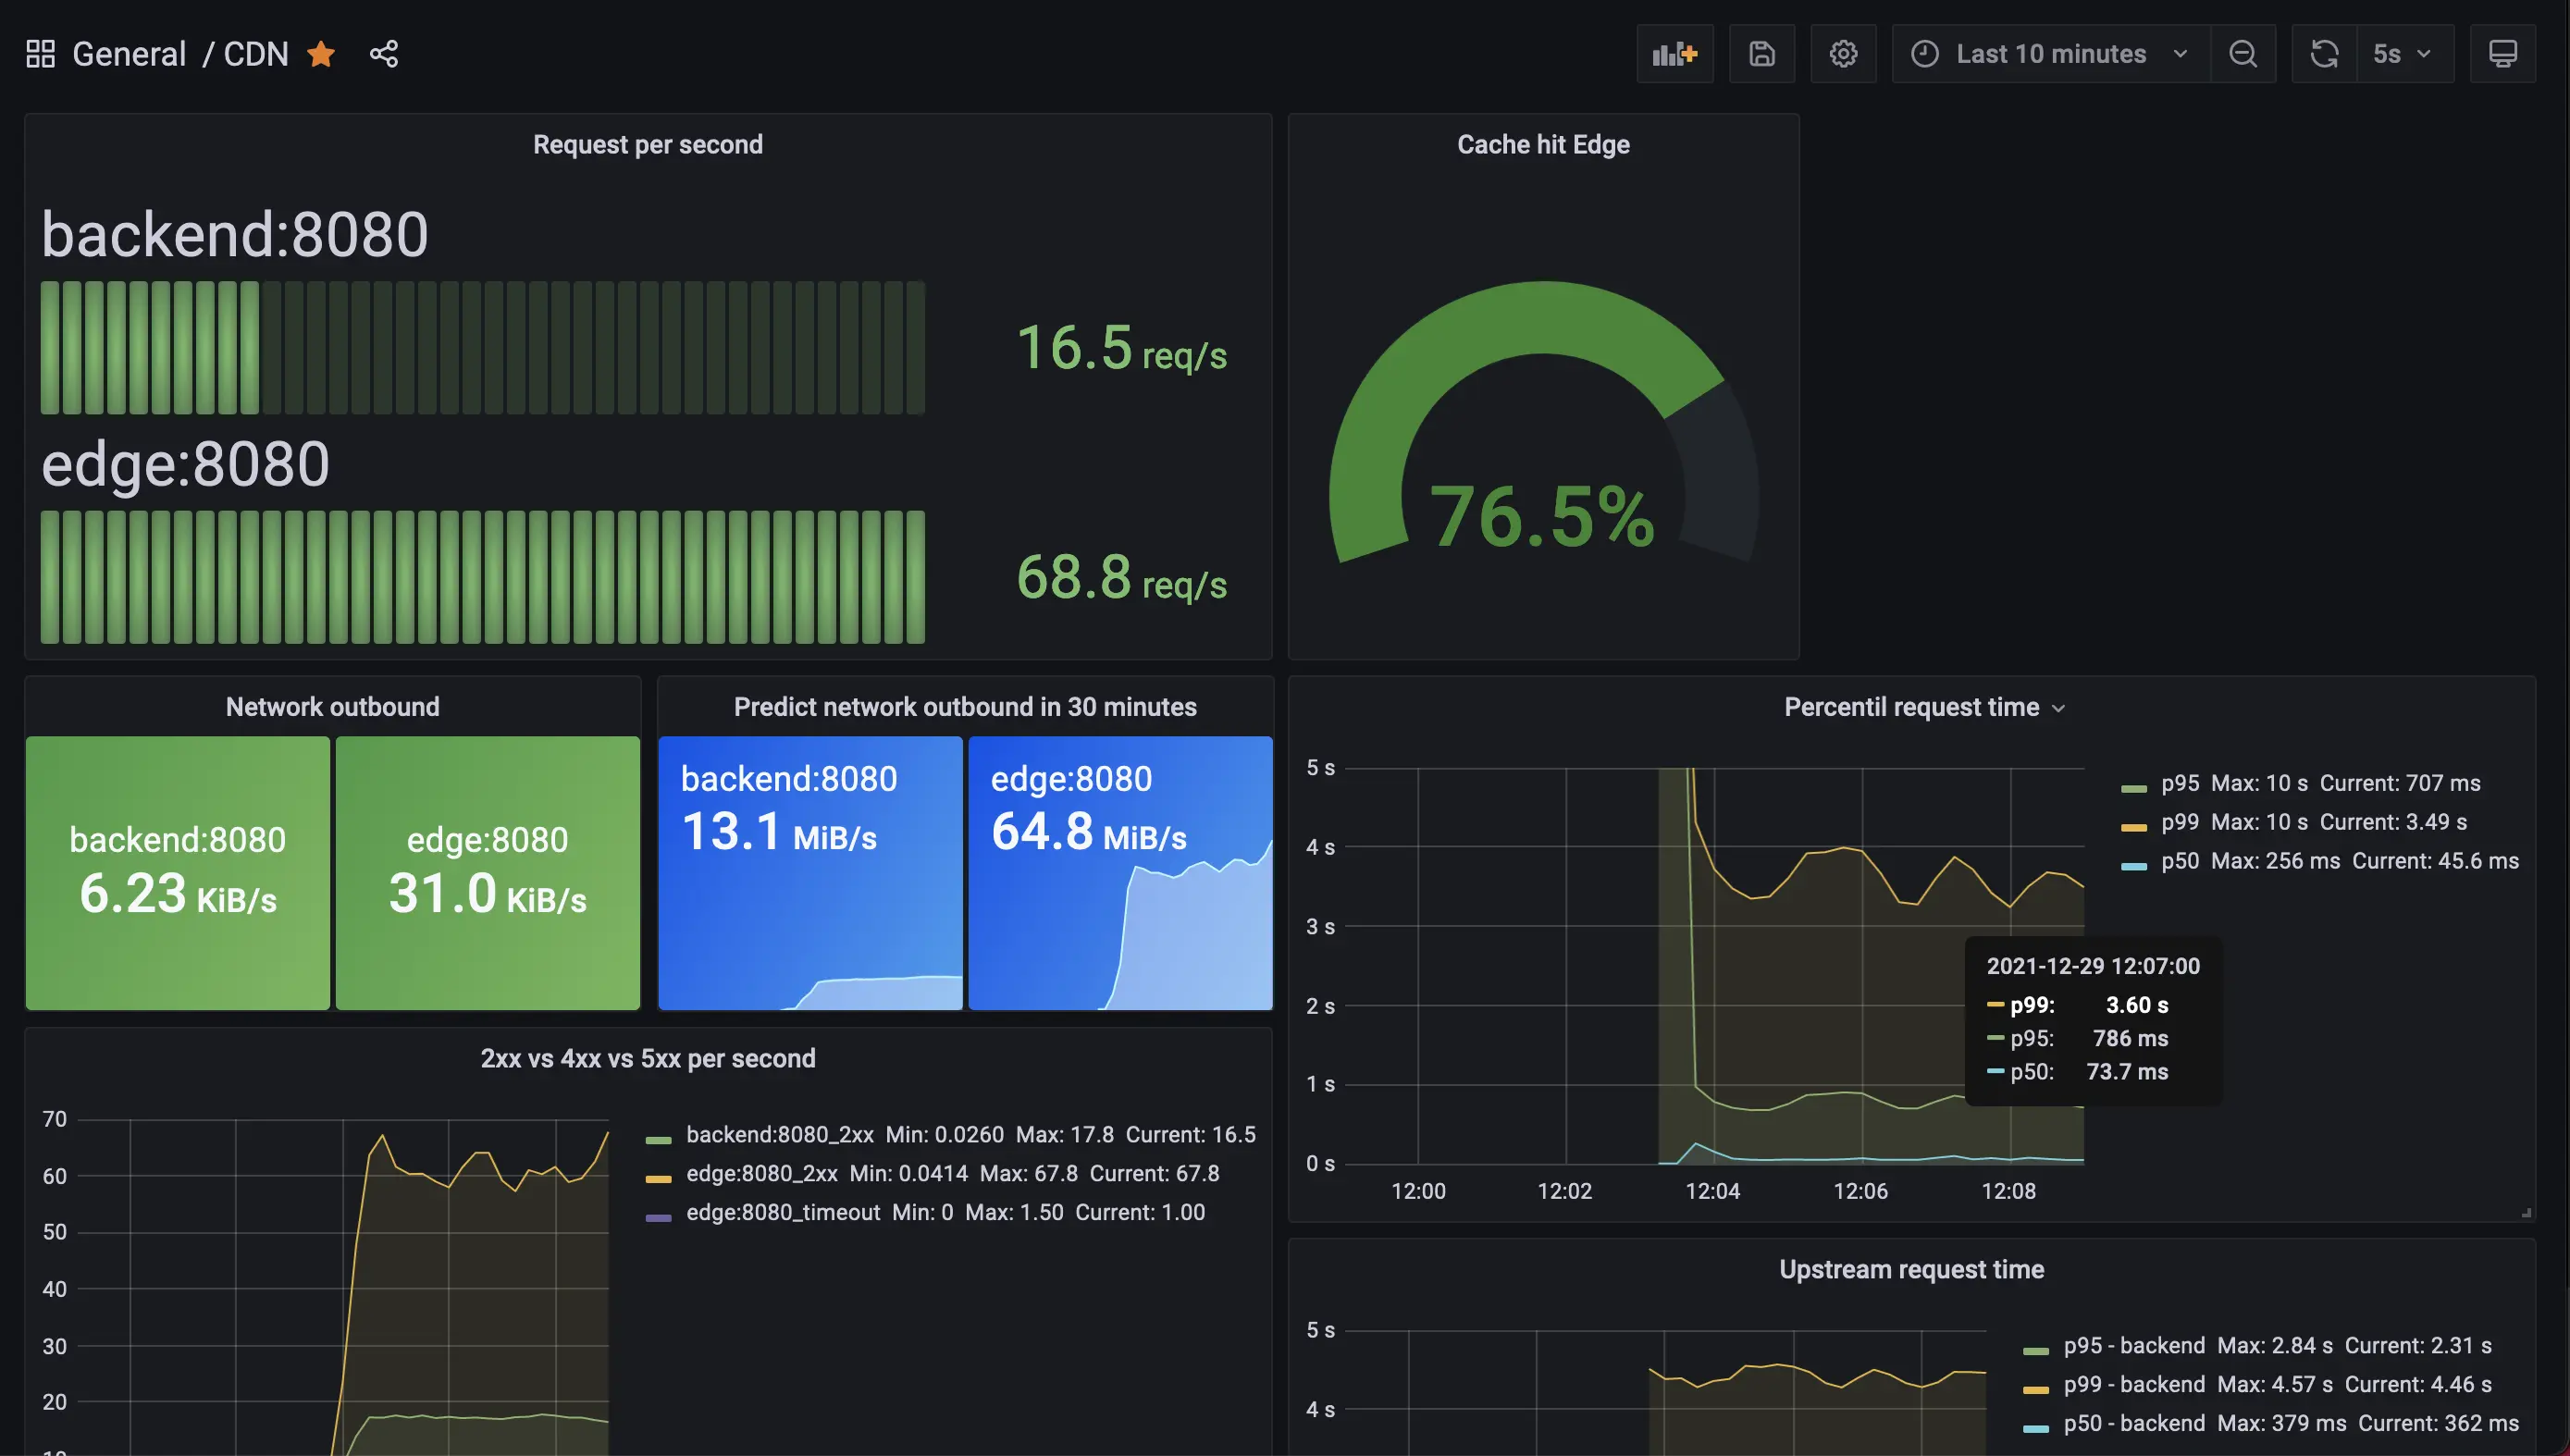 General / CDN
Last 10 minutes
5s
Request per second
backend:8080
16.5 req/s
edge:8080
68.8 req/s
Cache hit Edge
76.5%
Network outbound
backend:8080
6.23 KiB/s
edge:8080
31.0 KiB/s
Predict network outbound in 30 minutes
backend:8080
13.1 MiB/s
edge:8080
64.8 MiB/s
Percentil request time
5 s
4 s
3 s
2 s
1 s
0 s
12:00 12:02 12:04 12:06 12:08
p95 Max: 10 s Current: 707 ms
p99 Max: 10 s Current: 3.49 s
p50 Max: 256 ms Current: 45.6 ms
2021-12-29 12:07:00
p99: 3.60 s
p95: 786 ms
p50: 73.7 ms
2xx vs 4xx vs 5xx per second
70
60
50
40
30
20
10
backend:8080_2xx Min: 0.0260 Max: 17.8 Current: 16.5
edge:8080_2xx Min: 0.0414 Max: 67.8 Current: 67.8
edge:8080_timeout Min: 0 Max: 1.50 Current: 1.00
Upstream request time
5 s
4 s
p95 - backend Max: 2.84 s Current: 2.31 s
p99 - backend Max: 4.57 s Current: 4.46 s
p50 - backend Max: 379 ms Current: 362 ms